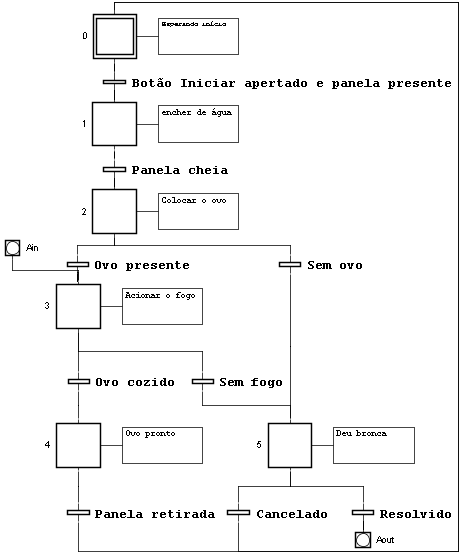 0
Esperando início
Botão Iniciar apertado e panela presente
1
encher de água
Panela cheia
2
Colocar o ovo
Ain
Ovo presente
Sem ovo
3
Acionar o fogo
Ovo cozido
Sem fogo
4
Ovo pronto
5
Deu bronca
Panela retirada
Cancelado
Resolvido
Aout